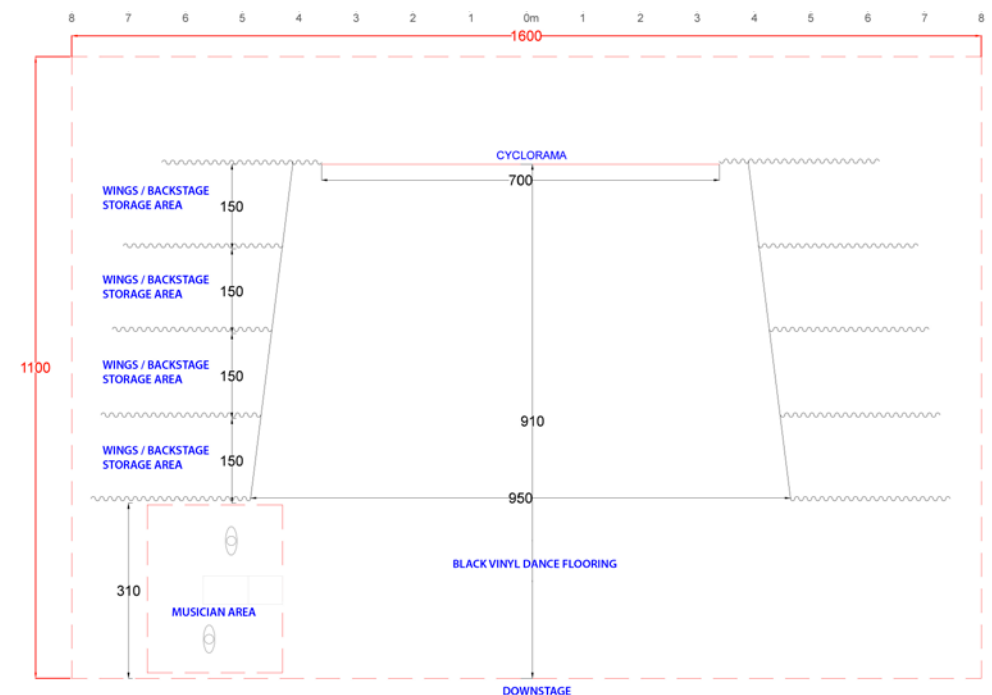 8 7 6 5 4 3 2 1 0m 1 2 3 4 5 6 7 8
1600
CYCLORAMA
700
WINGS / BACKSTAGE
STORAGE AREA
150
WINGS / BACKSTAGE
STORAGE AREA
150
1100
WINGS / BACKSTAGE
STORAGE AREA
150
910
WINGS / BACKSTAGE
STORAGE AREA
150
950
BLACK VINYL DANCE FLOORING
310
MUSICIAN AREA
DOWNSTAGE